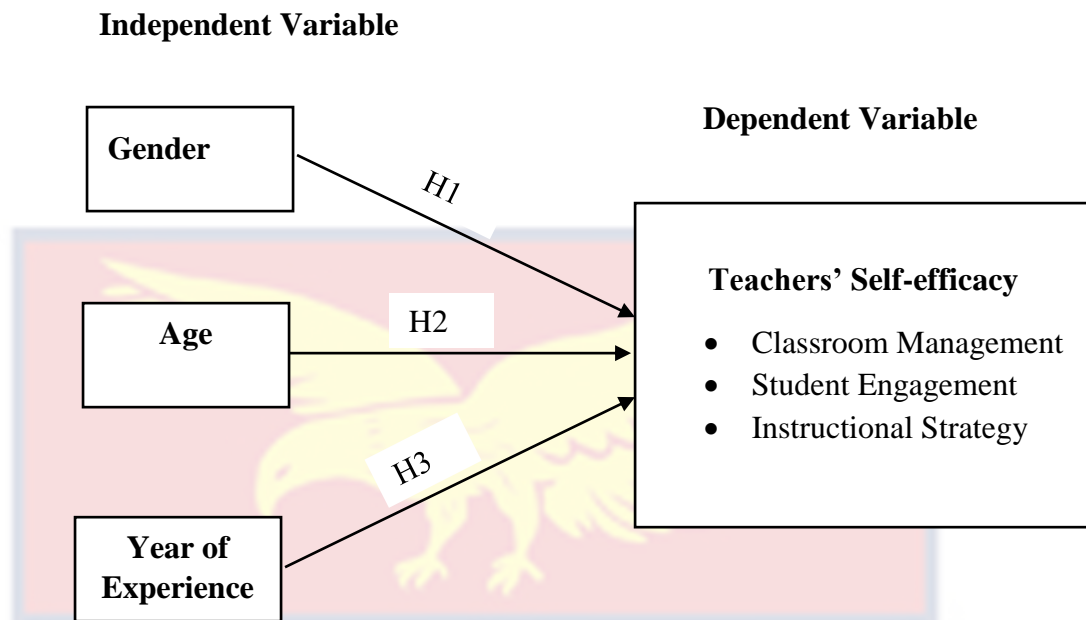 Independent Variable
Dependent Variable
Gender
H1
Teachers’ Self-efficacy
• Classroom Management
• Student Engagement
• Instructional Strategy
Age
H2
H3
Year of
Experience